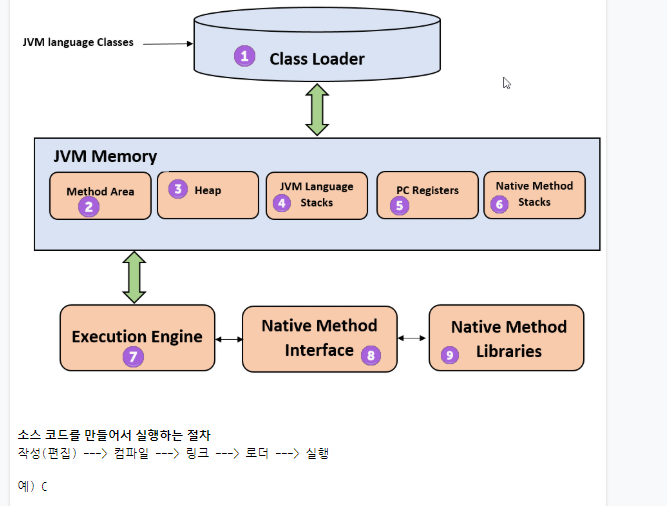 JVM language Classes
1 Class Loader
JVM Memory
Method Area
2
3 Heap
JVM Language
4 Stacks
PC Registers
5
Native Method
6 Stacks
Execution Engine
7
Native Method
Interface 8
Native Method
9 Libraries
소스 코드를 만들어서 실행하는 절차
작성(편집) ---> 컴파일 ---> 링크 ---> 로더 ---> 실행
예) C